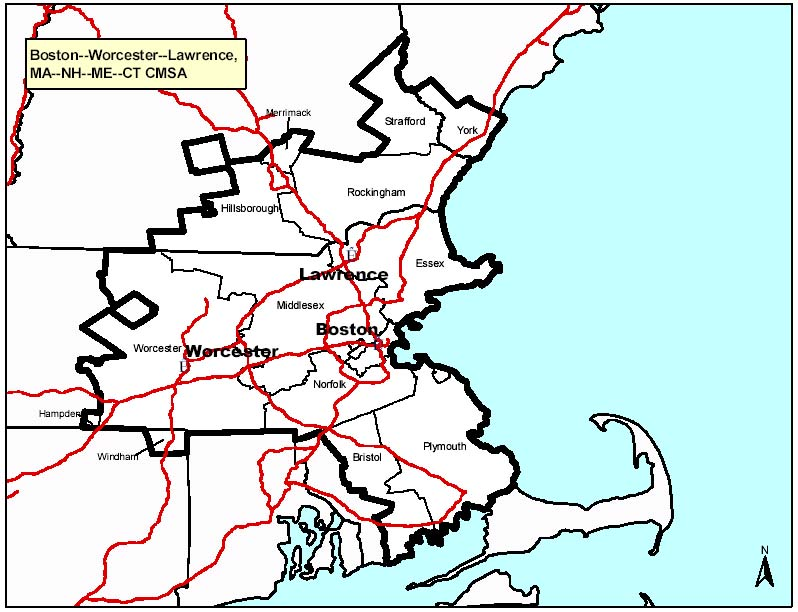 Boston--Worcester--Lawrence,
MA--NH--ME--CT CMSA
Merrimack
Strafford
York
Rockingham
Hillsborough
Essex
Lawrence
Middlesex
Boston
Worcester
Worcester
Norfolk
Hampden
Plymouth
Windham
Bristol
N